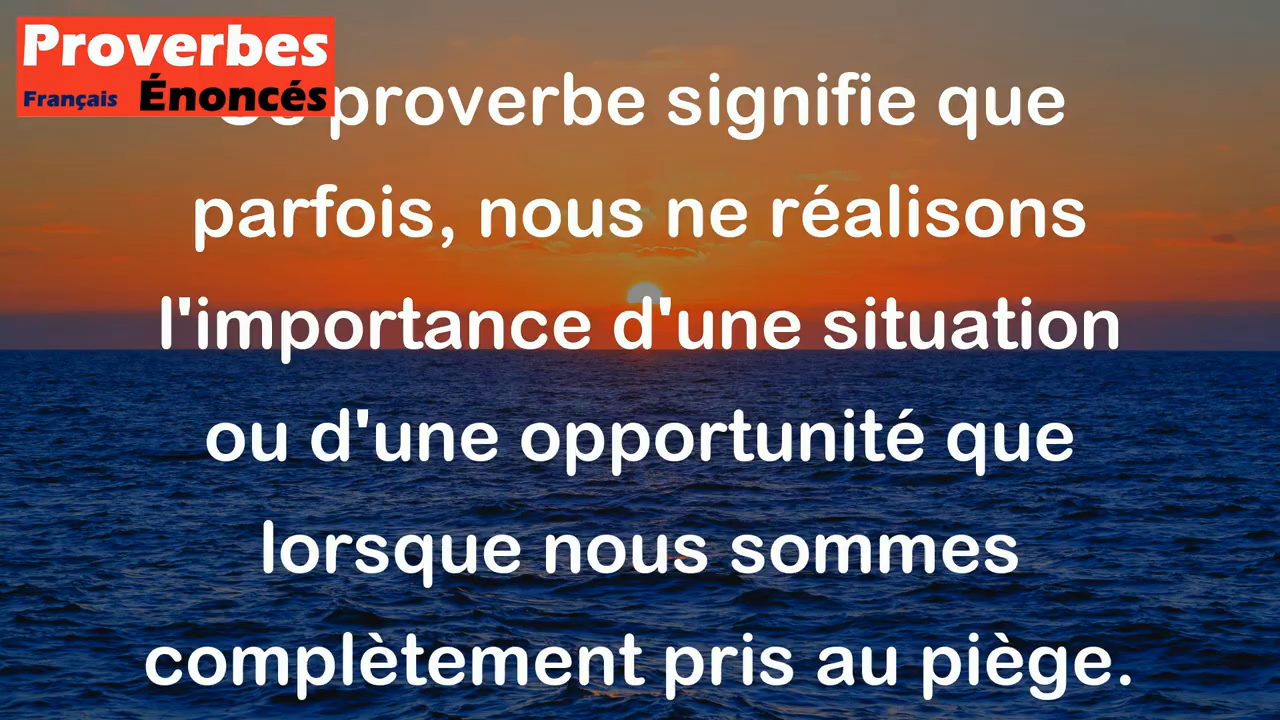 Proverbes
Français Énoncés
proverbe signifie que
parfois, nous ne réalisons
l'importance d'une situation
ou d'une opportunité que
lorsque nous sommes
complètement pris au piège.